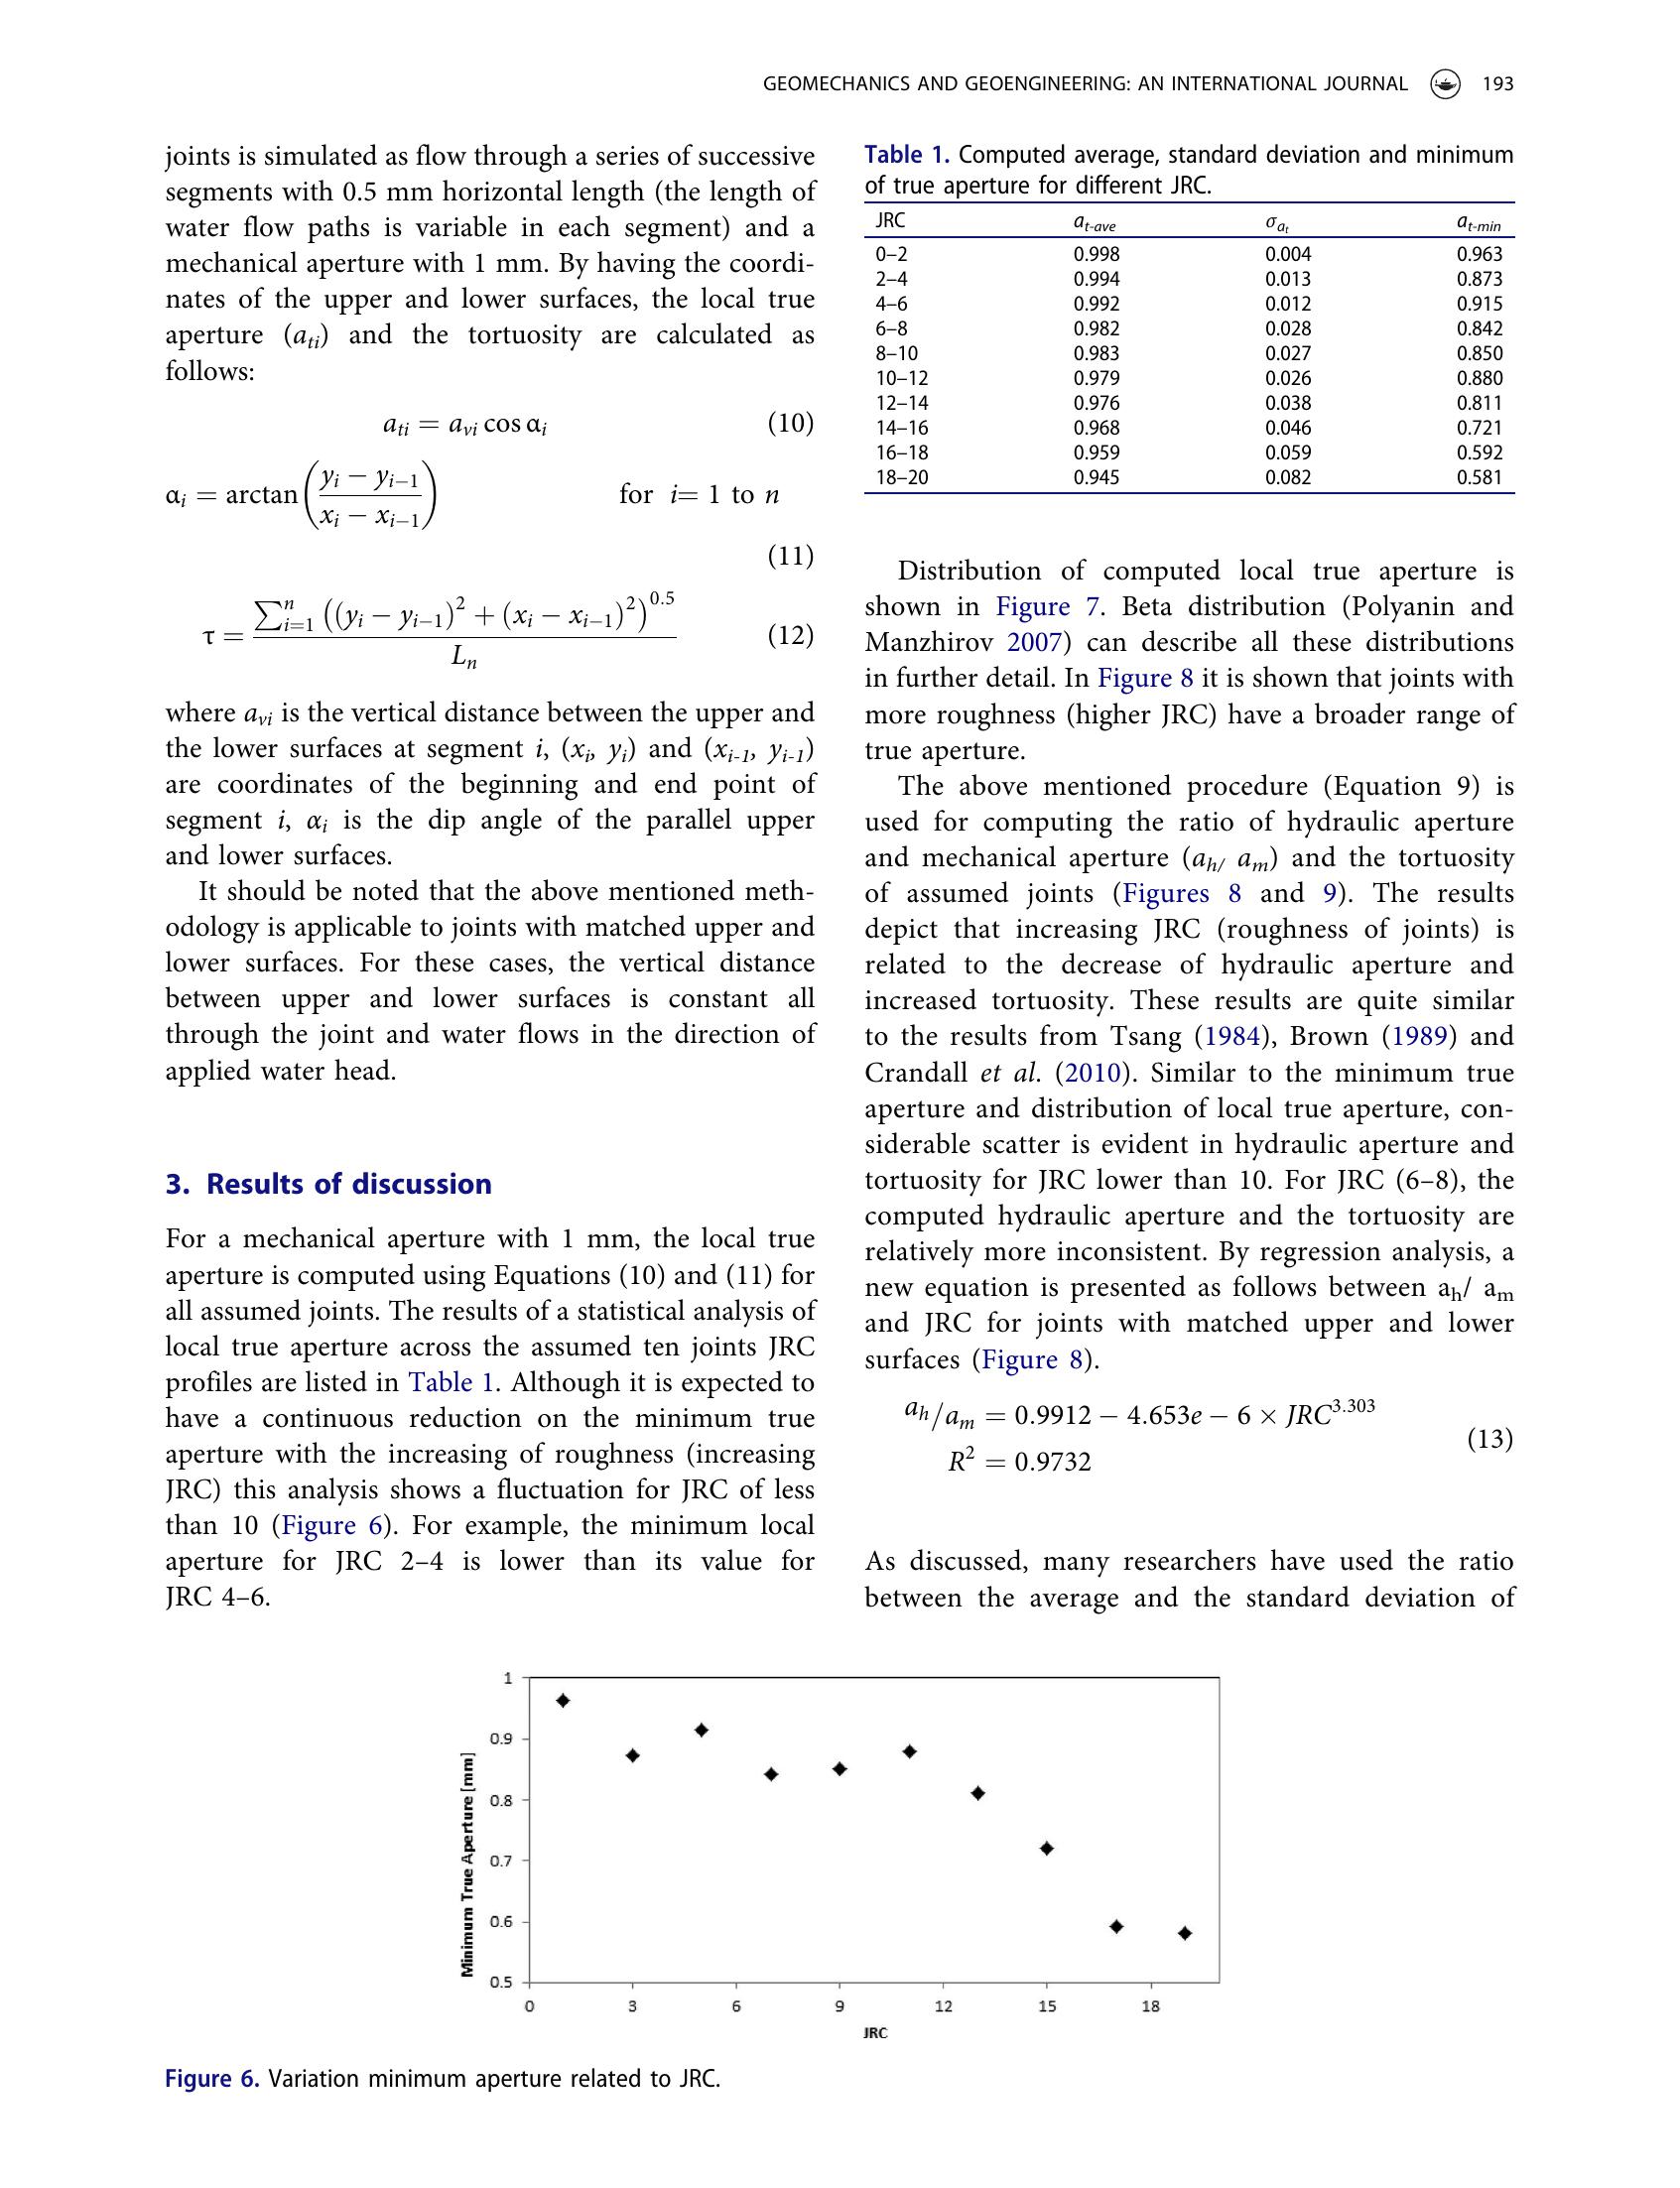 GEOMECHANICS AND GEOENGINEERING: AN INTERNATIONAL JOURNAL 193
joints is simulated as flow through a series of successive
segments with 0.5 mm horizontal length (the length of
water flow paths is variable in each segment) and a
mechanical aperture with 1 mm. By having the coordi-
nates of the upper and lower surfaces, the local true
aperture (a_{ti}) and the tortuosity are calculated as
follows:
a_{ti} = a_{vi} cos α_i (10)
α_i = arctan((y_i − y_{i−1})/(x_i − x_{i−1})) for i= 1 to n
(11)
τ = ∑_{i=1}^{n} ((y_i − y_{i−1})^2 + (x_i − x_{i−1})^2)^{0.5} / L_n (12)
where a_{vi} is the vertical distance between the upper and
the lower surfaces at segment i, (x_i, y_i) and (x_{i-1}, y_{i-1})
are coordinates of the beginning and end point of
segment i, α_i is the dip angle of the parallel upper
and lower surfaces.
It should be noted that the above mentioned meth-
odology is applicable to joints with matched upper and
lower surfaces. For these cases, the vertical distance
between upper and lower surfaces is constant all
through the joint and water flows in the direction of
applied water head.
3. Results of discussion
For a mechanical aperture with 1 mm, the local true
aperture is computed using Equations (10) and (11) for
all assumed joints. The results of a statistical analysis of
local true aperture across the assumed ten joints JRC
profiles are listed in Table 1. Although it is expected to
have a continuous reduction on the minimum true
aperture with the increasing of roughness (increasing
JRC) this analysis shows a fluctuation for JRC of less
than 10 (Figure 6). For example, the minimum local
aperture for JRC 2–4 is lower than its value for
JRC 4–6.
Table 1. Computed average, standard deviation and minimum
of true aperture for different JRC.
JRC a_{t-ave} σ_{a_t} a_{t-min}
0–2 0.998 0.004 0.963
2–4 0.994 0.013 0.873
4–6 0.992 0.012 0.915
6–8 0.982 0.028 0.842
8–10 0.983 0.027 0.850
10–12 0.979 0.026 0.880
12–14 0.976 0.038 0.811
14–16 0.968 0.046 0.721
16–18 0.959 0.059 0.592
18–20 0.945 0.082 0.581
Distribution of computed local true aperture is
shown in Figure 7. Beta distribution (Polyanin and
Manzhirov 2007) can describe all these distributions
in further detail. In Figure 8 it is shown that joints with
more roughness (higher JRC) have a broader range of
true aperture.
The above mentioned procedure (Equation 9) is
used for computing the ratio of hydraulic aperture
and mechanical aperture (a_{h/} a_m) and the tortuosity
of assumed joints (Figures 8 and 9). The results
depict that increasing JRC (roughness of joints) is
related to the decrease of hydraulic aperture and
increased tortuosity. These results are quite similar
to the results from Tsang (1984), Brown (1989) and
Crandall et al. (2010). Similar to the minimum true
aperture and distribution of local true aperture, con-
siderable scatter is evident in hydraulic aperture and
tortuosity for JRC lower than 10. For JRC (6–8), the
computed hydraulic aperture and the tortuosity are
relatively more inconsistent. By regression analysis, a
new equation is presented as follows between a_h/ a_m
and JRC for joints with matched upper and lower
surfaces (Figure 8).
a_h/a_m = 0.9912 − 4.653e − 6 × JRC^{3.303}
R^2 = 0.9732 (13)
As discussed, many researchers have used the ratio
between the average and the standard deviation of
Minimum True Aperture [mm]
1
0.9
0.8
0.7
0.6
0.5
0 3 6 9 12 15 18
JRC
Figure 6. Variation minimum aperture related to JRC.